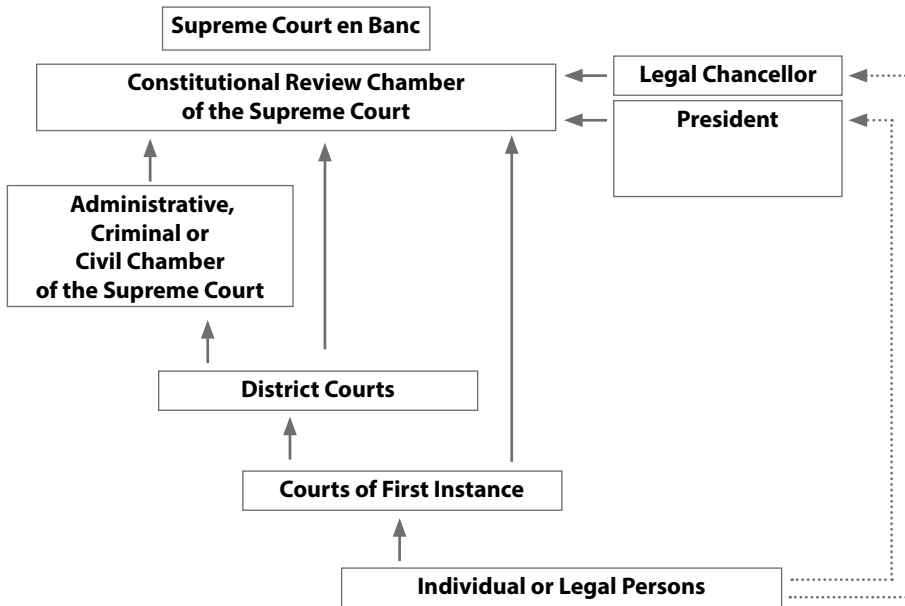 Supreme Court en Banc
Constitutional Review Chamber
of the Supreme Court
Legal Chancellor
President
Administrative,
Criminal or
Civil Chamber
of the Supreme Court
District Courts
Courts of First Instance
Individual or Legal Persons